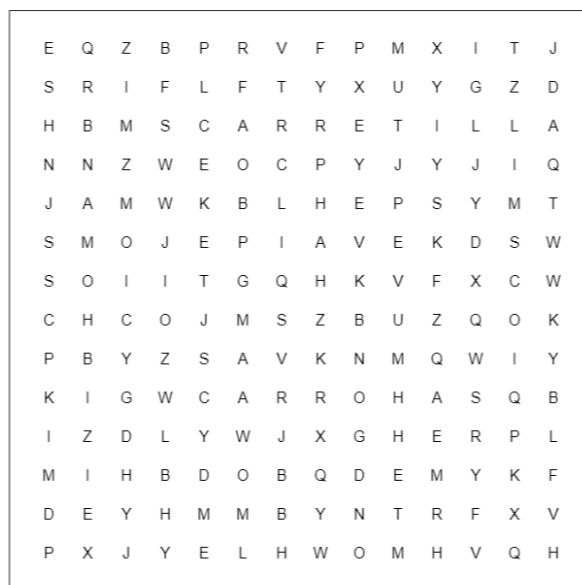 E Q Z B P R V F P M X I T J
S R I F L F T Y X U Y G Z D
H B M S C A R R E T I L L A
N N Z W E O C P Y J Y J I Q
J A M W K B L H E P S Y M T
S M O J E P I A V E K D S W
S O I I T G Q H K V F X C W
C H C O J M S Z B U Z Q O K
P B Y Z S A V K N M Q W I Y
K I G W C A R R O H A S Q B
I Z D L Y W J X G H E R P L
M I H B D O B Q D E M Y K F
D E Y H M M B Y N T R F X V
P X J Y E L H W O M H V Q H